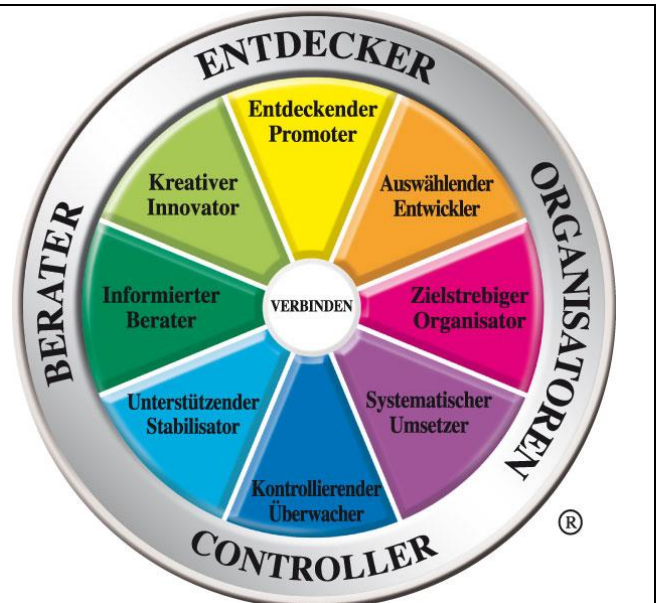 ENTDECKER
Entdeckender
Promoter
Auswählender
Entwickler
ORGANISATOREN
Zielstrebiger
Organisator
Systematischer
Umsetzer
Kontrollierender
Überwacher
CONTROLLER
Unterstützender
Stabilisator
Informierter
Berater
BERATER
Kreativer
Innovator
VERBINDEN
®